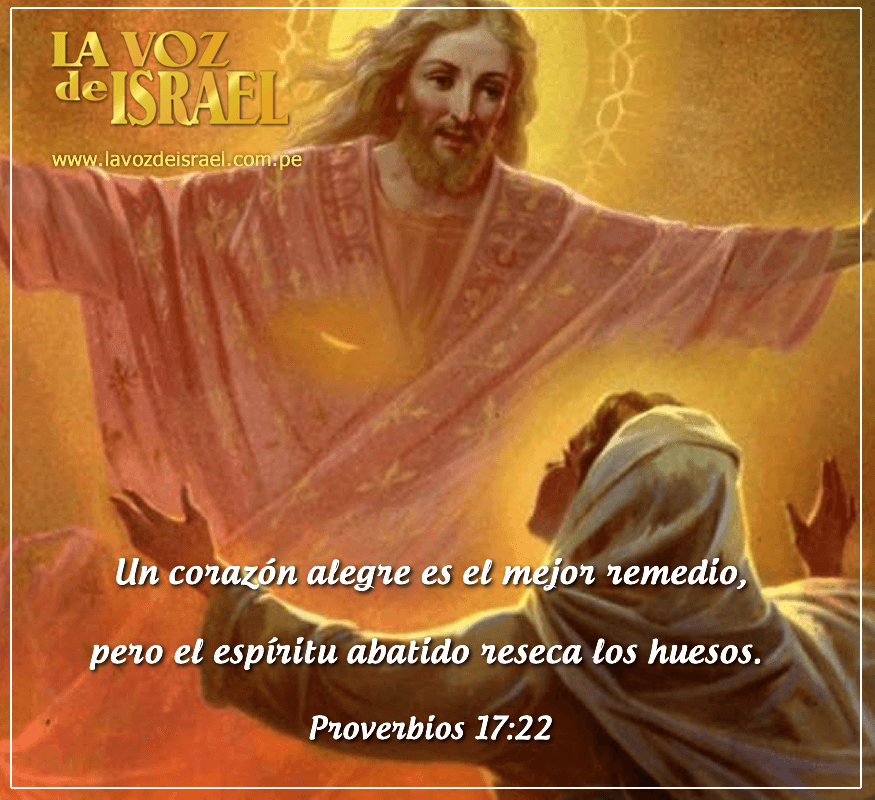 LA VOZ
de ISRAEL
www.lavozdeisrael.com.pe
Un corazón alegre es el mejor remedio,
pero el espíritu abatido reseca los huesos.
Proverbios 17:22